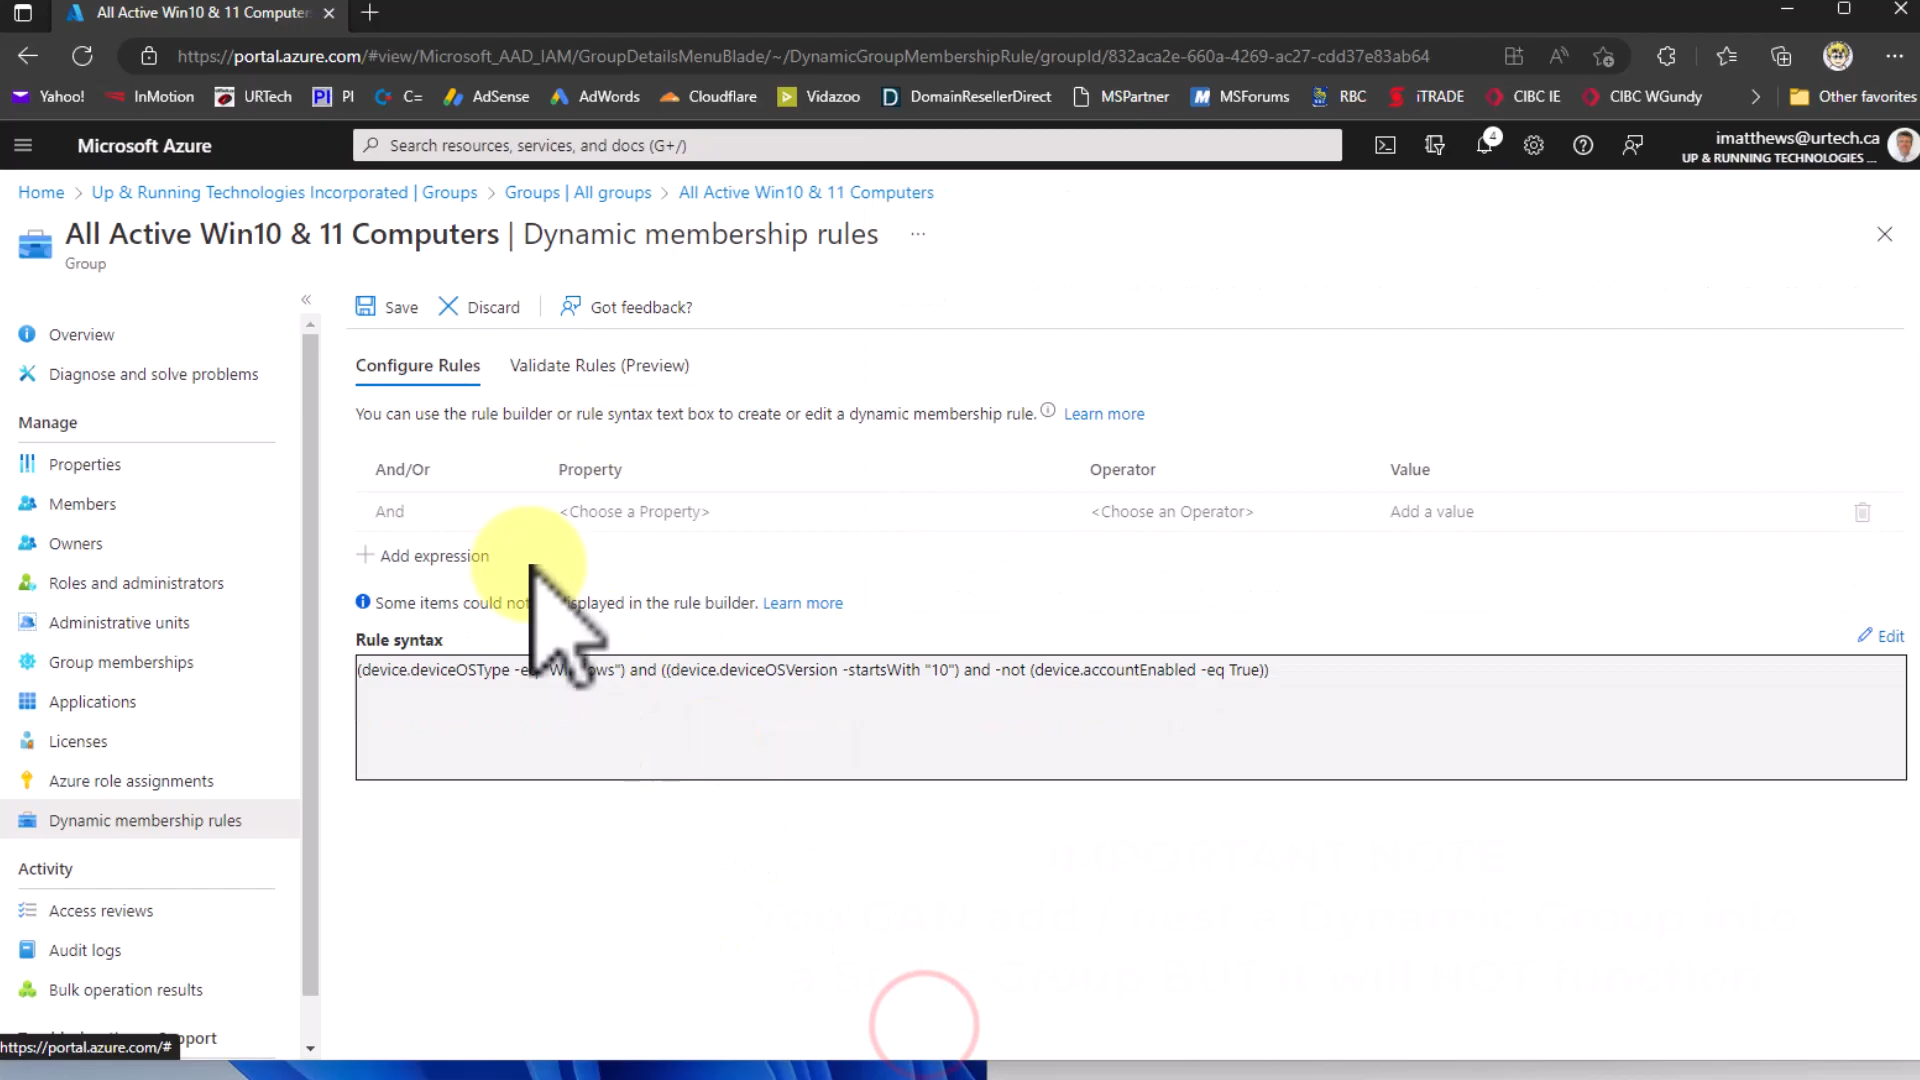 All Active Win10 & 11 Computer
https://portal.azure.com/#view/Microsoft_AAD_IAM/GroupDetailsMenuBlade/~/DynamicGroupMembershipRule/groupId/832aca2e-660a-4269-ac27-cdd37e83ab64
Yahoo! InMotion URTech PI C= AdSense AdWords Cloudflare Vidazoo DomainResellerDirect MSPartner MSForums RBC iTRADE CIBC IE CIBC WGundy Other favorites
Microsoft Azure
Search resources, services, and docs (G+/)
4
imatthews@urtech.ca
UP & RUNNING TECHNOLOGIES ...
Home > Up & Running Technologies Incorporated | Groups > Groups | All groups > All Active Win10 & 11 Computers
All Active Win10 & 11 Computers | Dynamic membership rules ...
Group
Save Discard Got feedback?
Overview
Diagnose and solve problems
Manage
Properties
Members
Owners
Roles and administrators
Administrative units
Group memberships
Applications
Licenses
Azure role assignments
Dynamic membership rules
Activity
Access reviews
Audit logs
Bulk operation results
https://portal.azure.com/#
Configure Rules Validate Rules (Preview)
You can use the rule builder or rule syntax text box to create or edit a dynamic membership rule. Learn more
And/Or Property Operator Value
And <Choose a Property> <Choose an Operator> Add a value
Add expression
Some items could not displayed in the rule builder. Learn more
Rule syntax
Edit
(device.deviceOSType and ((device.deviceOSVersion -startsWith "10") and -not (device.accountEnabled -eq True))